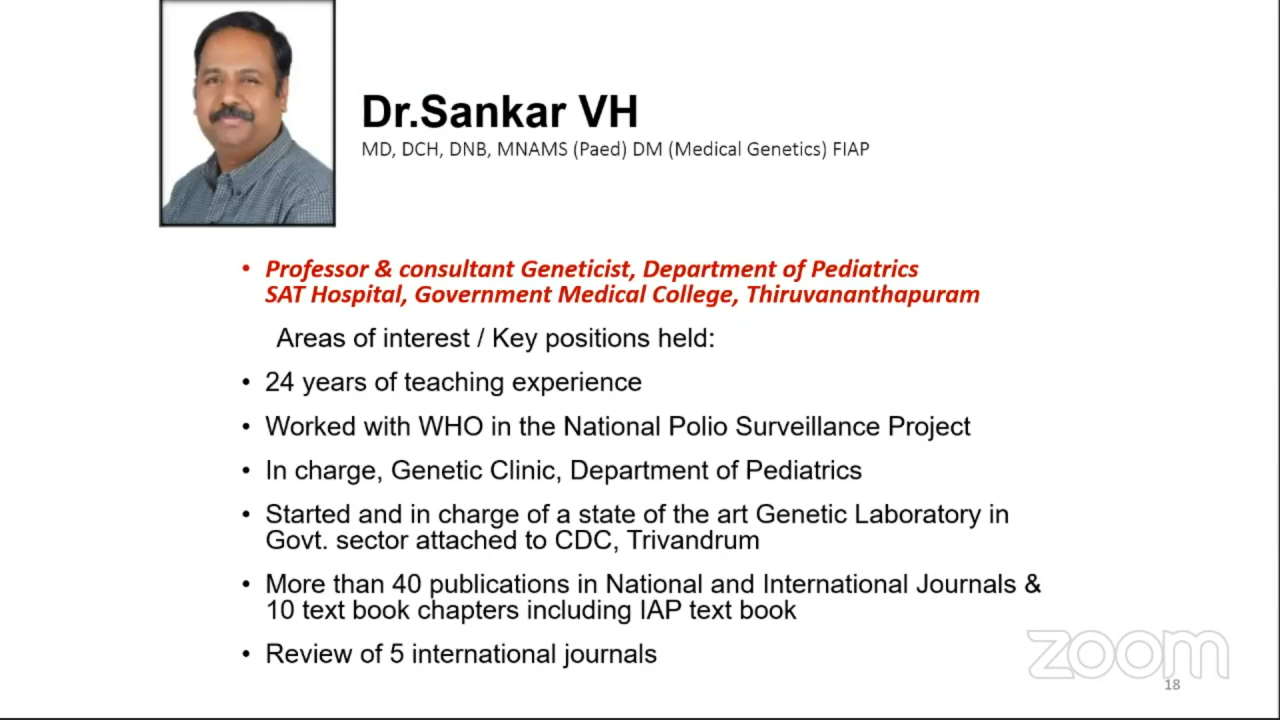 Dr.Sankar VH
MD, DCH, DNB, MNAMS (Paed) DM (Medical Genetics) FIAP
• Professor & consultant Geneticist, Department of Pediatrics
SAT Hospital, Government Medical College, Thiruvananthapuram
Areas of interest / Key positions held:
• 24 years of teaching experience
• Worked with WHO in the National Polio Surveillance Project
• In charge, Genetic Clinic, Department of Pediatrics
• Started and in charge of a state of the art Genetic Laboratory in
Govt. sector attached to CDC, Trivandrum
• More than 40 publications in National and International Journals &
10 text book chapters including IAP text book
• Review of 5 international journals
zoom
18